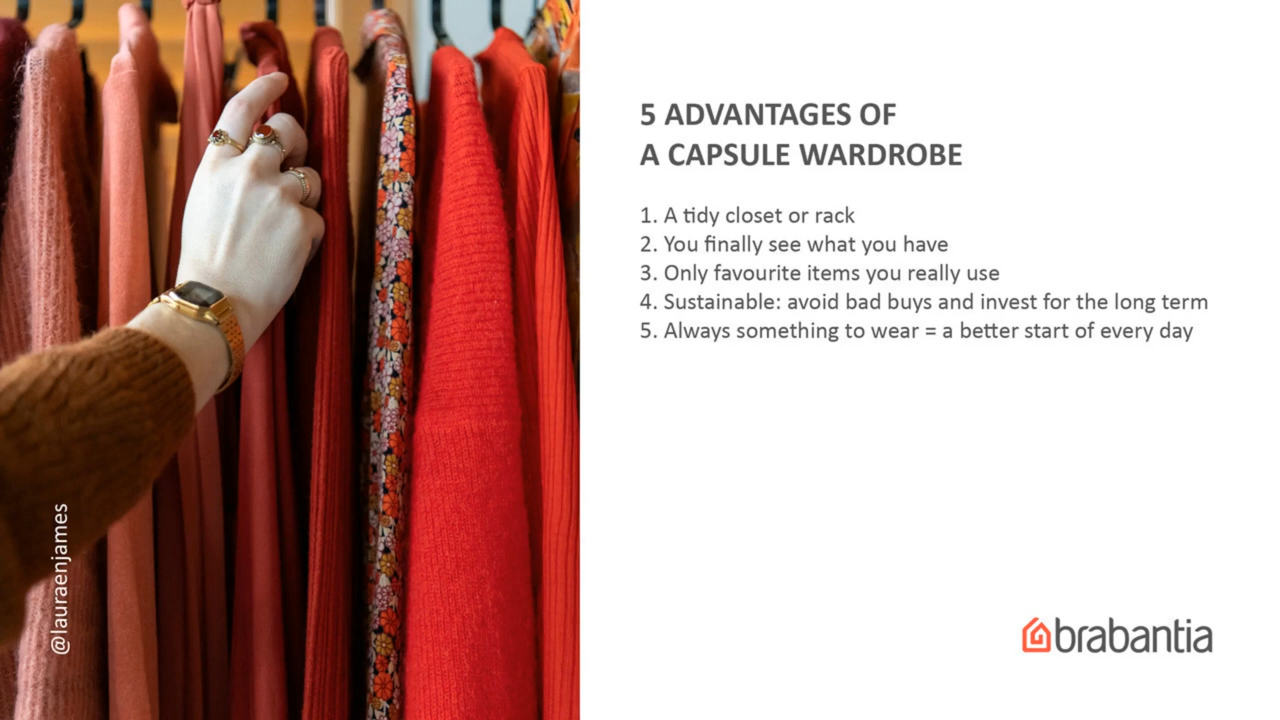 5 ADVANTAGES OF
A CAPSULE WARDROBE
1. A tidy closet or rack
2. You finally see what you have
3. Only favourite items you really use
4. Sustainable: avoid bad buys and invest for the long term
5. Always something to wear = a better start of every day
@lauraenjames
brabantia